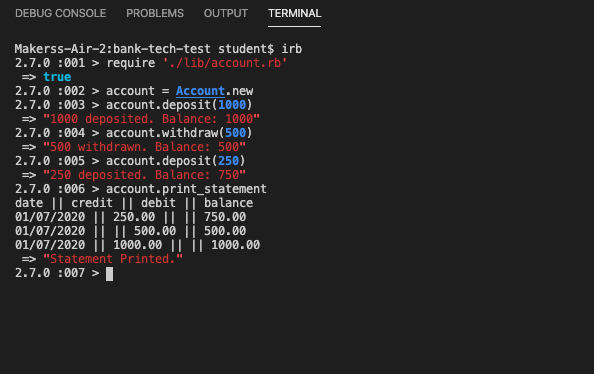 DEBUG CONSOLE PROBLEMS OUTPUT TERMINAL
Makerss-Air-2:bank-tech-test student$ irb
2.7.0 :001 > require './lib/account.rb'
 => true
2.7.0 :002 > account = Account.new
2.7.0 :003 > account.deposit(1000)
 => "1000 deposited. Balance: 1000"
2.7.0 :004 > account.withdraw(500)
 => "500 withdrawn. Balance: 500"
2.7.0 :005 > account.deposit(250)
 => "250 deposited. Balance: 750"
2.7.0 :006 > account.print_statement
date || credit || debit || balance
01/07/2020 || 250.00 || || 750.00
01/07/2020 || || 500.00 || 500.00
01/07/2020 || 1000.00 || || 1000.00
 => "Statement Printed."
2.7.0 :007 >